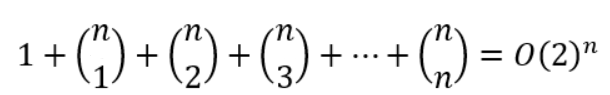 1 + (n 1) + (n 2) + (n 3) + ⋯ + (n n) = O(2)ⁿ